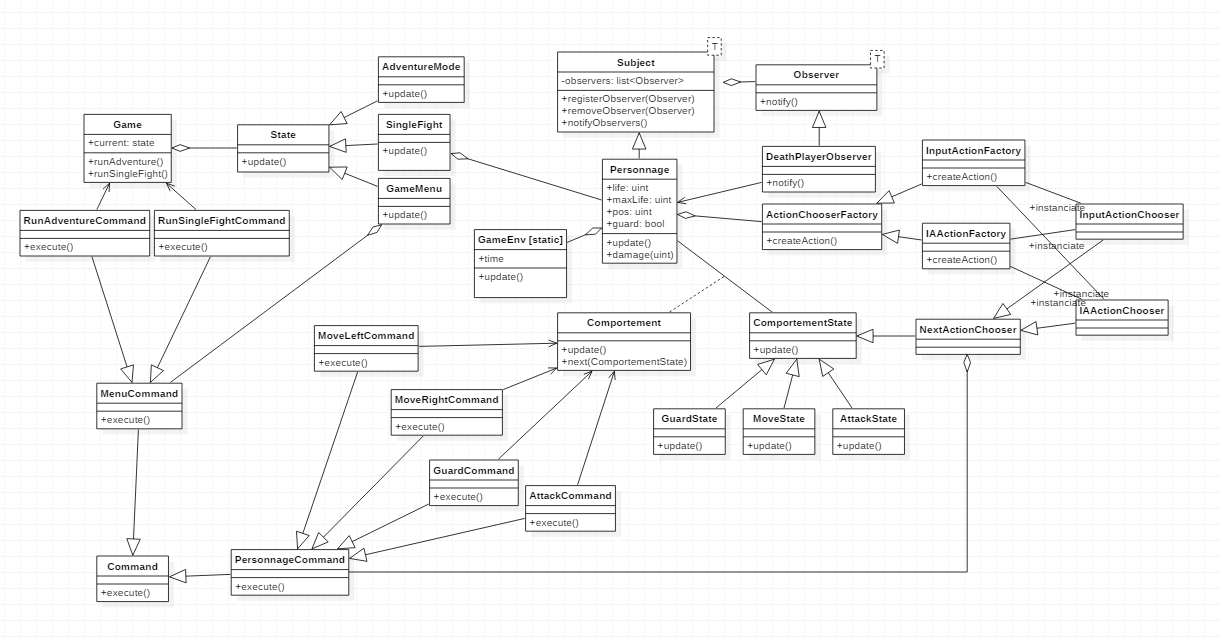 T
T
Subject
-observers: list<Observer>
+registerObserver(Observer)
+removeObserver(Observer)
+notifyObservers()
Observer
+notify()
AdventureMode
+update()
Game
+current: state
+runAdventure()
+runSingleFight()
State
+update()
SingleFight
+update()
GameMenu
+update()
RunAdventureCommand
+execute()
RunSingleFightCommand
+execute()
Personnage
+life: uint
+maxLife: uint
+pos: uint
+guard: bool
+update()
+damage(uint)
GameEnv [static]
+time
+update()
DeathPlayerObserver
+notify()
ActionChooserFactory
+createAction()
InputActionFactory
+createAction()
IAActionFactory
+createAction()
+instanciate
InputActionChooser
+instanciate
+instanciate
+instanciate
IAActionChooser
MoveLeftCommand
+execute()
Comportement
+update()
+next(ComportementState)
ComportementState
+update()
NextActionChooser
MenuCommand
+execute()
MoveRightCommand
+execute()
GuardState
+update()
MoveState
+update()
AttackState
+update()
GuardCommand
+execute()
AttackCommand
+execute()
Command
+execute()
PersonnageCommand
+execute()